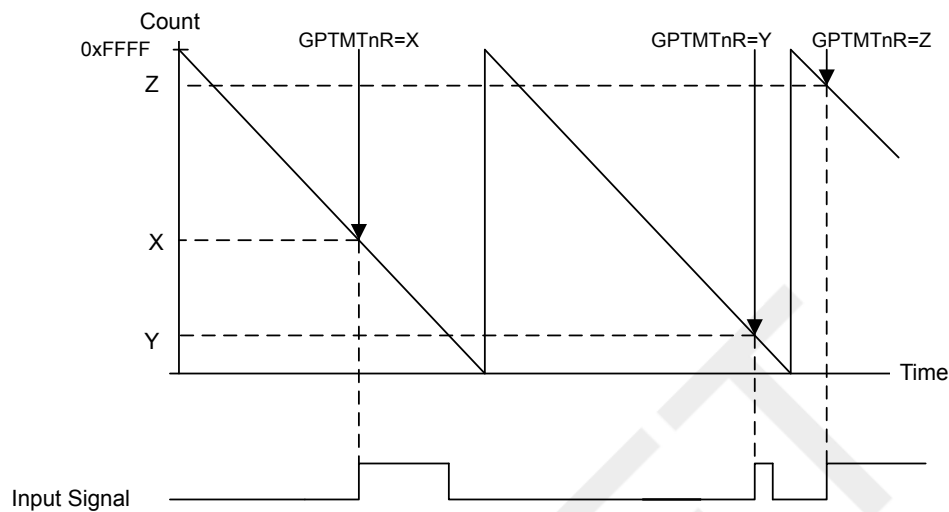 Count
0xFFFF
GPTMTnR=X
GPTMTnR=Y
GPTMTnR=Z
Z
X
Y
Time
Input Signal